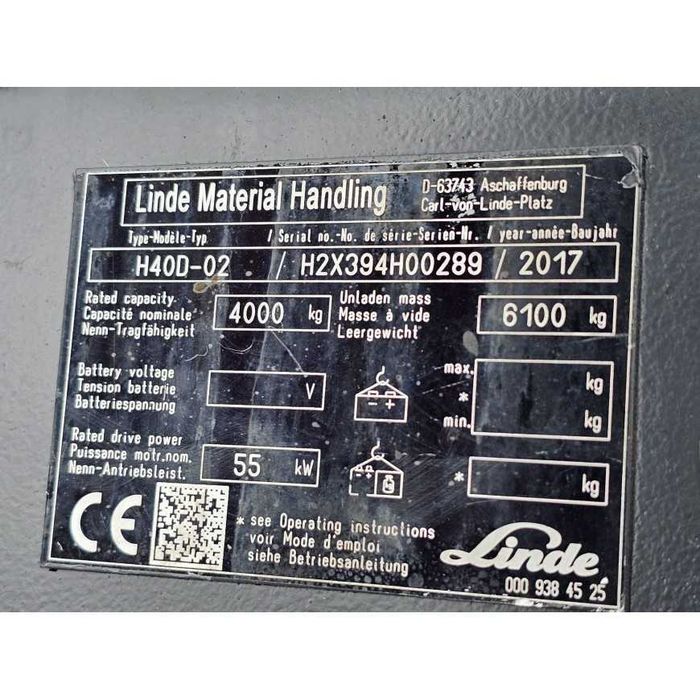 Linde Material Handling
D-63743 Aschaffenburg
Carl-von-Linde-Platz
Type-Modèle-Typ / Serial no.-No. de série-Serien-Nr. / year-année-Baujahr
H40D-02 / H2X394H00289 / 2017
Rated capacity
Capacité nominale
Nenn-Tragfähigkeit
4000 kg
Unladen mass
Masse à vide
Leergewicht
6100 kg
Battery voltage
Tension batterie
Batteriespannung
V
- +
max. kg
*
min. kg
Rated drive power
Puissance motr.nom.
Nenn-Antriebsleist.
55 kW
- +
kg
* kg
CE
* see Operating instructions
voir Mode d'emploi
siehe Betriebsanleitung
Linde
000 938 45 25